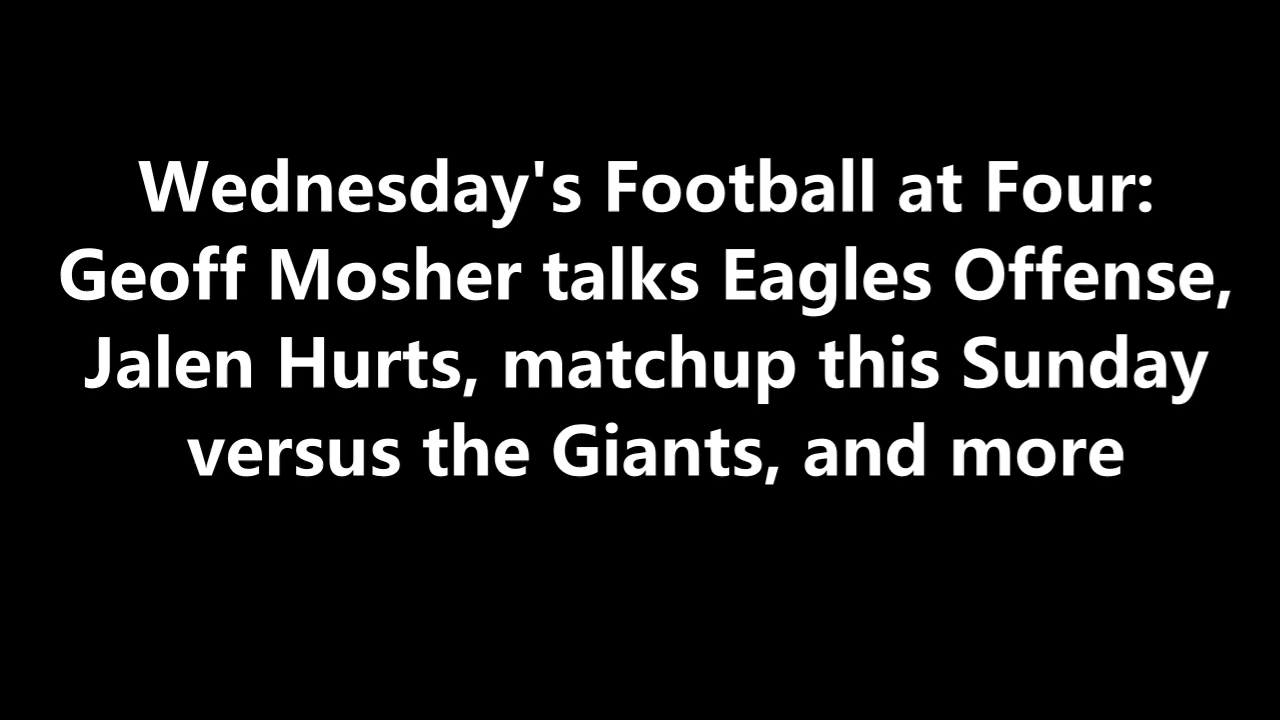 Wednesday's Football at Four:
Geoff Mosher talks Eagles Offense,
Jalen Hurts, matchup this Sunday
versus the Giants, and more